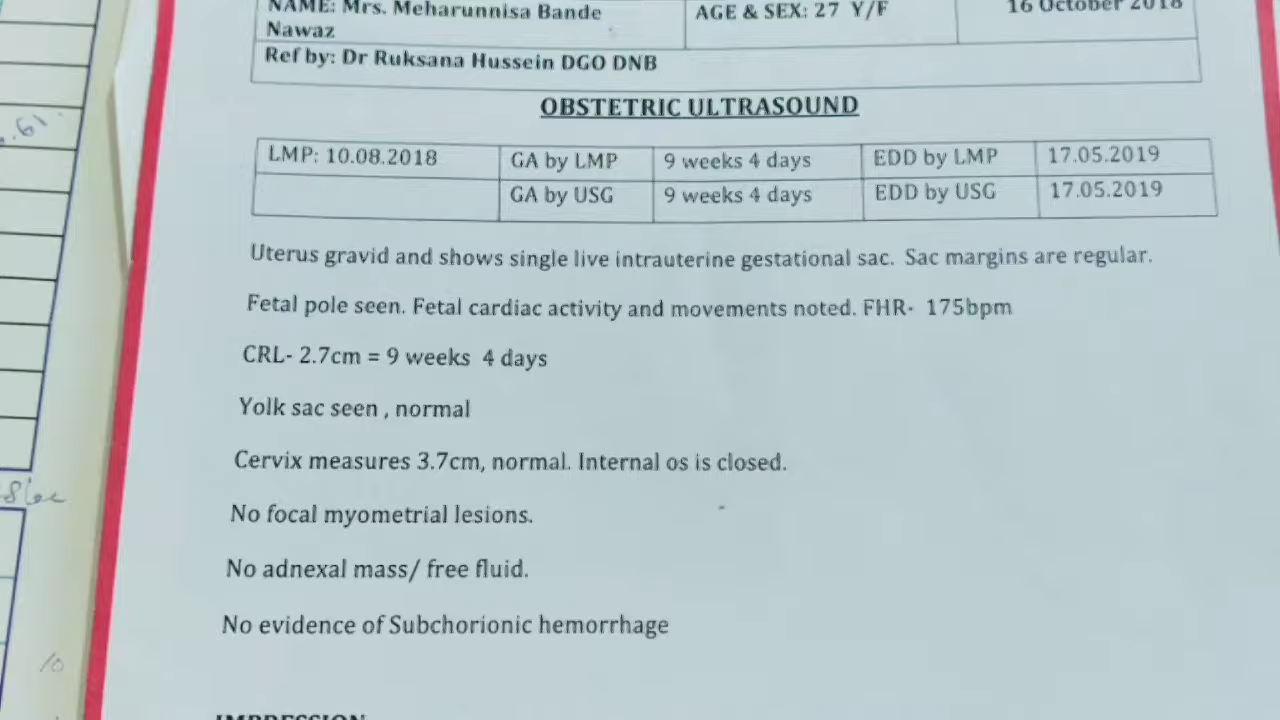 NAME: Mrs. Meharunnisa Bande Nawaz
AGE & SEX: 27 Y/F
16 October 2018
Ref by: Dr Ruksana Hussein DGO DNB
OBSTETRIC ULTRASOUND
LMP: 10.08.2018 GA by LMP 9 weeks 4 days EDD by LMP 17.05.2019
GA by USG 9 weeks 4 days EDD by USG 17.05.2019
Uterus gravid and shows single live intrauterine gestational sac. Sac margins are regular.
Fetal pole seen. Fetal cardiac activity and movements noted. FHR- 175bpm
CRL- 2.7cm = 9 weeks 4 days
Yolk sac seen , normal
Cervix measures 3.7cm, normal. Internal os is closed.
No focal myometrial lesions.
No adnexal mass/ free fluid.
No evidence of Subchorionic hemorrhage
IMPRESSION
10